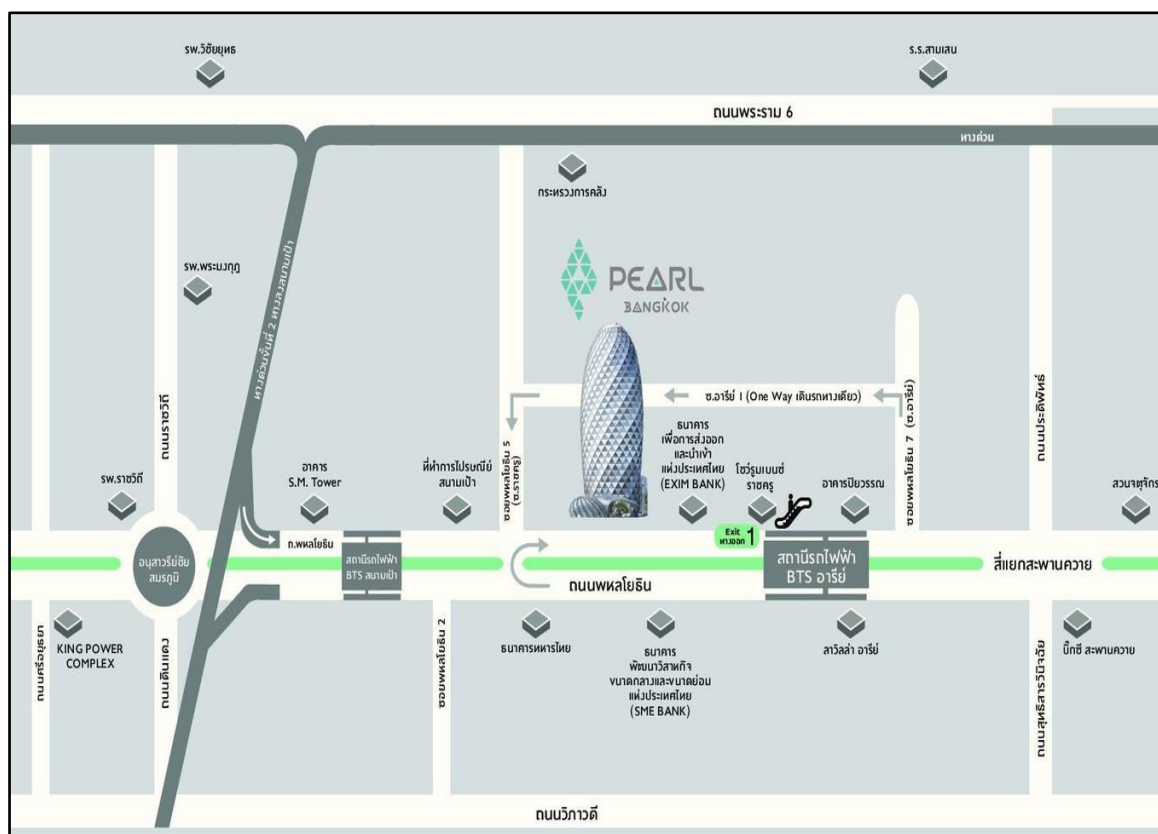 รพ.วิชัยยุทธ
ร.ร.สามเสน
ถนนพระราม 6
ทางด่วน
กระทรวงการคลัง
PEARL
BANGKOK
รพ.พระมงกุฎ
ทางด่วนขั้นที่ 2 ทางลงสนามเป้า
ถนนราชวิถี
ซ.อารีย์ 1 (One Way เดินรถทางเดียว)
ซอยพหลโยธิน 5
(ซ.ราชครู)
ซอยพหลโยธิน 7 (ซ.อารีย์)
ถนนประดิพัทธ์
รพ.ราชวิถี
อาคาร
S.M. Tower
ที่ทำการไปรษณีย์
สนามเป้า
ธนาคาร
เพื่อการส่งออก
และนำเข้า
แห่งประเทศไทย
(EXIM BANK)
โชว์รูมเบนซ์
ราชครู
อาคารปิยวรรณ
สวนจตุจักร
Exit
ทางออก
1
ถ.พหลโยธิน
อนุสาวรีย์ชัย
สมรภูมิ
สถานีรถไฟฟ้า
BTS สนามเป้า
ถนนพหลโยธิน
สถานีรถไฟฟ้า
BTS อารีย์
สี่แยกสะพานควาย
KING POWER
COMPLEX
ถนนศรีอยุธยา
ถนนดินแดง
ซอยพหลโยธิน 2
ธนาคารทหารไทย
ธนาคาร
พัฒนาวิสาหกิจ
ขนาดกลางและขนาดย่อม
แห่งประเทศไทย
(SME BANK)
ลาวิลล่า อารีย์
บิ๊กซี สะพานควาย
ถนนสุทธิสารวินิจฉัย
ถนนวิภาวดี